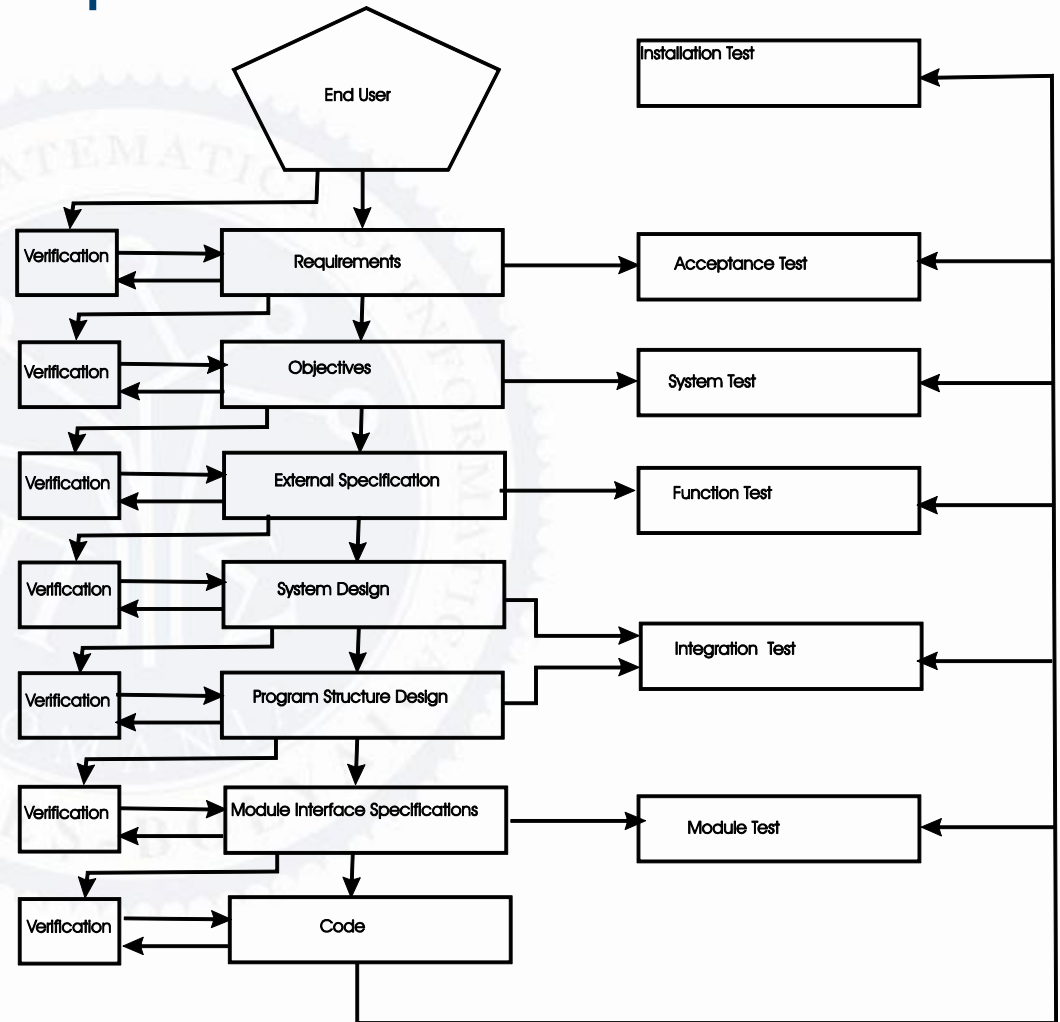 End User
Installation Test
Verification
Requirements
Acceptance Test
Verification
Objectives
System Test
Verification
External Specification
Function Test
Verification
System Design
Integration Test
Verification
Program Structure Design
Verification
Module Interface Specifications
Module Test
Verification
Code